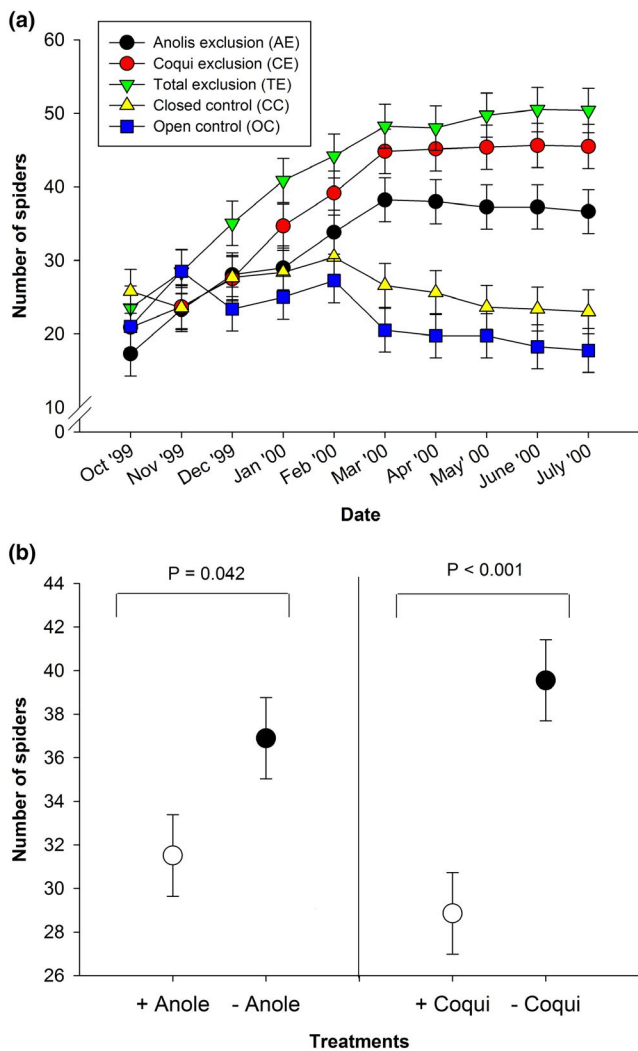 (a)
60
50
40
30
20
10
0
Number of spiders
Anolis exclusion (AE)
Coqui exclusion (CE)
Total exclusion (TE)
Closed control (CC)
Open control (OC)
Oct '99
Nov '99
Dec '99
Jan '00
Feb '00
Mar '00
Apr '00
May '00
June '00
July '00
Date
(b)
44
42
40
38
36
34
32
30
28
26
Number of spiders
P = 0.042
P < 0.001
+ Anole - Anole + Coqui - Coqui
Treatments